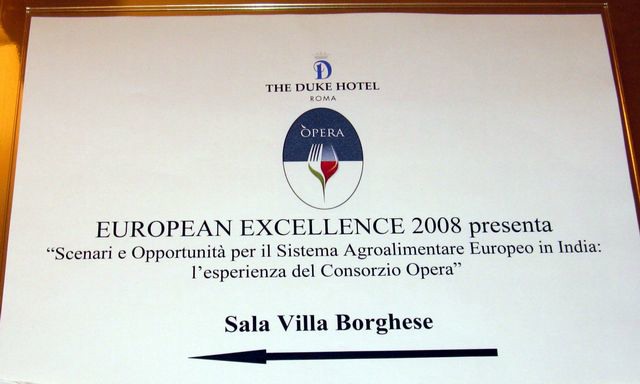 THE DUKE HOTEL
ROMA
ÒPERA
EUROPEAN EXCELLENCE 2008 presenta
“Scenari e Opportunità per il Sistema Agroalimentare Europeo in India:
l’esperienza del Consorzio Opera”
Sala Villa Borghese